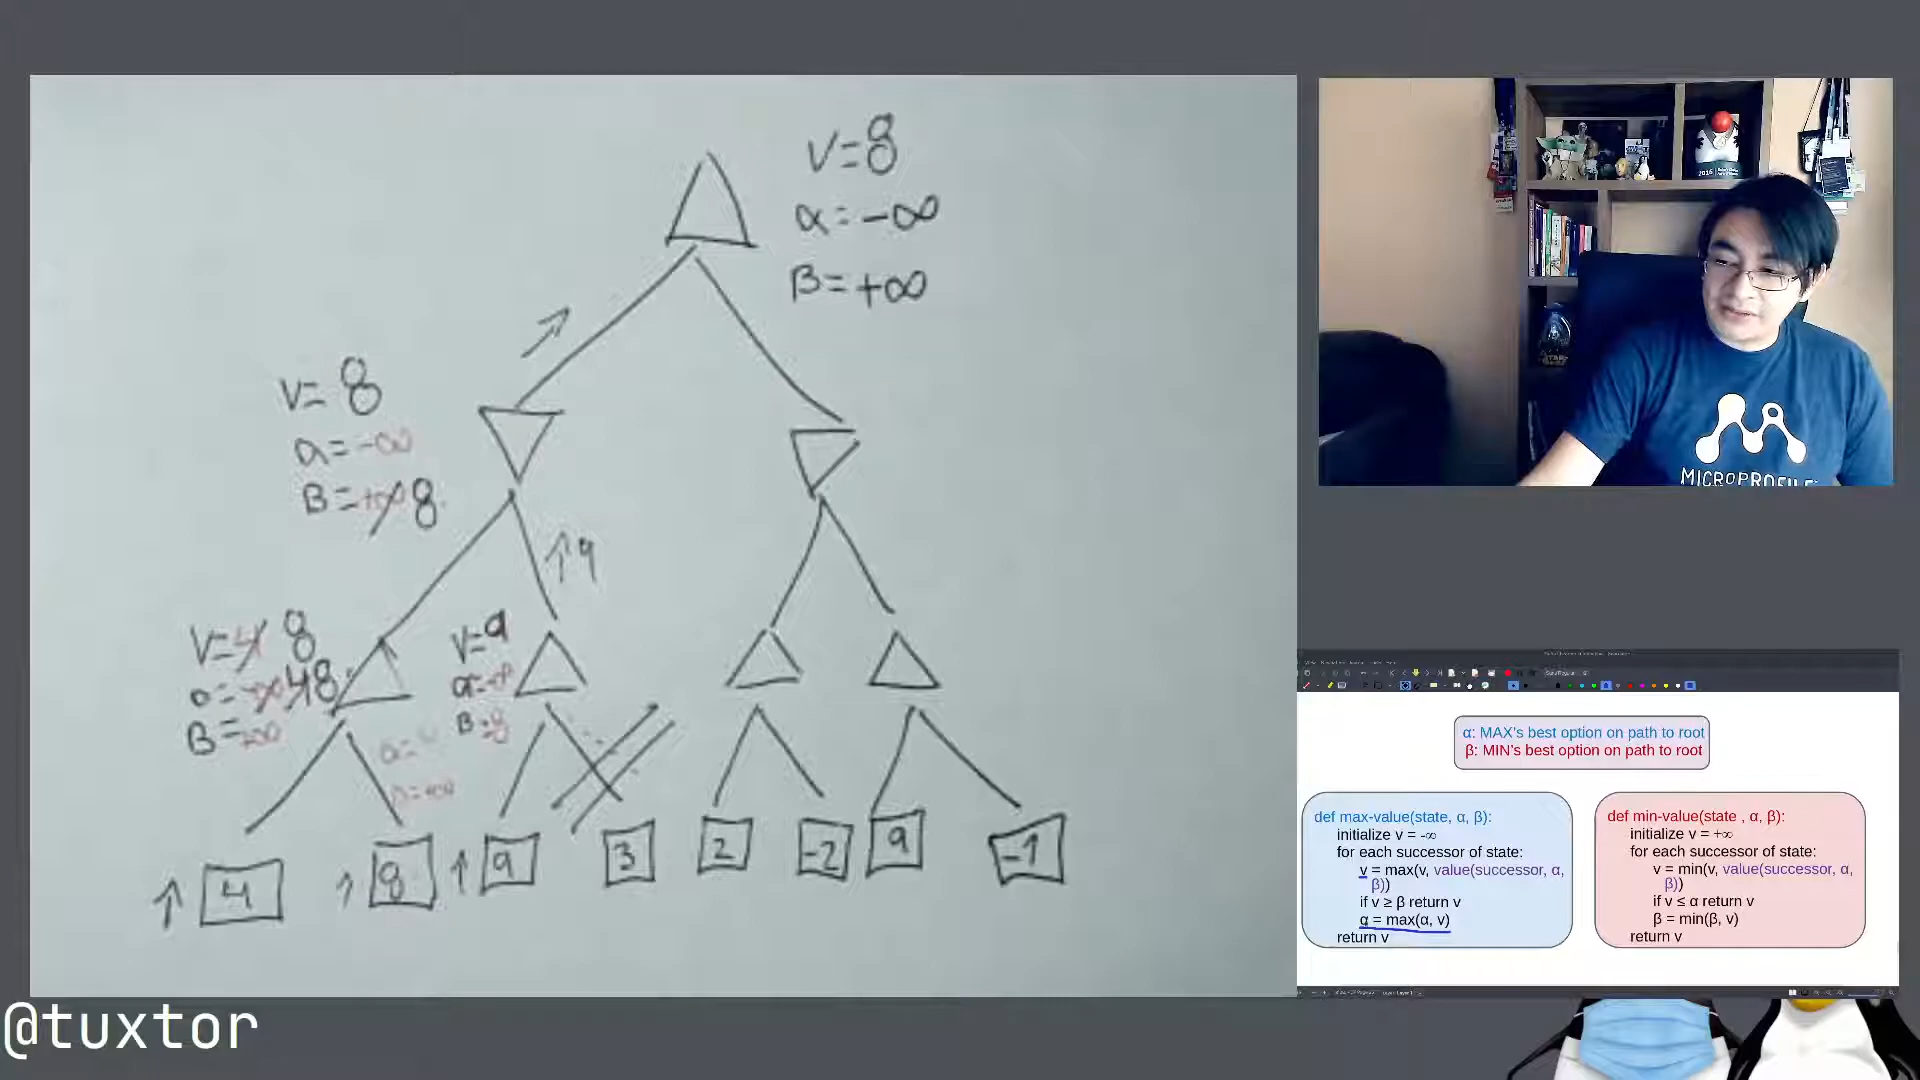 V=8
α=-∞
β=+∞
V=8
α=-∞
β=+∞ 8
↑9
V=4 8
α=-∞ 4 8
β=+∞
V=9
α=-∞
β=8
α=4
β=+∞
↑ 4
↑ 8
↑ 9
3
2
-2
9
-1
2016
MICROPROFILE
α: MAX's best option on path to root
β: MIN's best option on path to root
def max-value(state, α, β):
initialize v = -∞
for each successor of state:
v = max(v, value(successor, α,
β))
if v ≥ β return v
α = max(α, v)
return v
def min-value(state , α, β):
initialize v = +∞
for each successor of state:
v = min(v, value(successor, α,
β))
if v ≤ α return v
β = min(β, v)
return v
@tuxtor